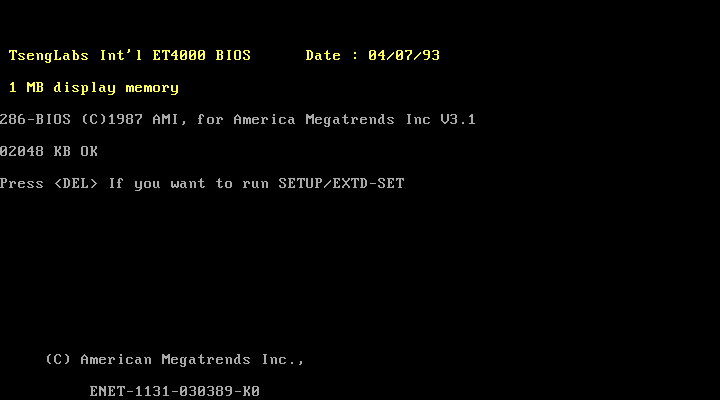 TsengLabs Int'l ET4000 BIOS      Date : 04/07/93
1 MB display memory
286-BIOS (C)1987 AMI, for America Megatrends Inc V3.1
02048 KB OK
Press <DEL> If you want to run SETUP/EXTD-SET
(C) American Megatrends Inc.,
ENET-1131-030389-K0